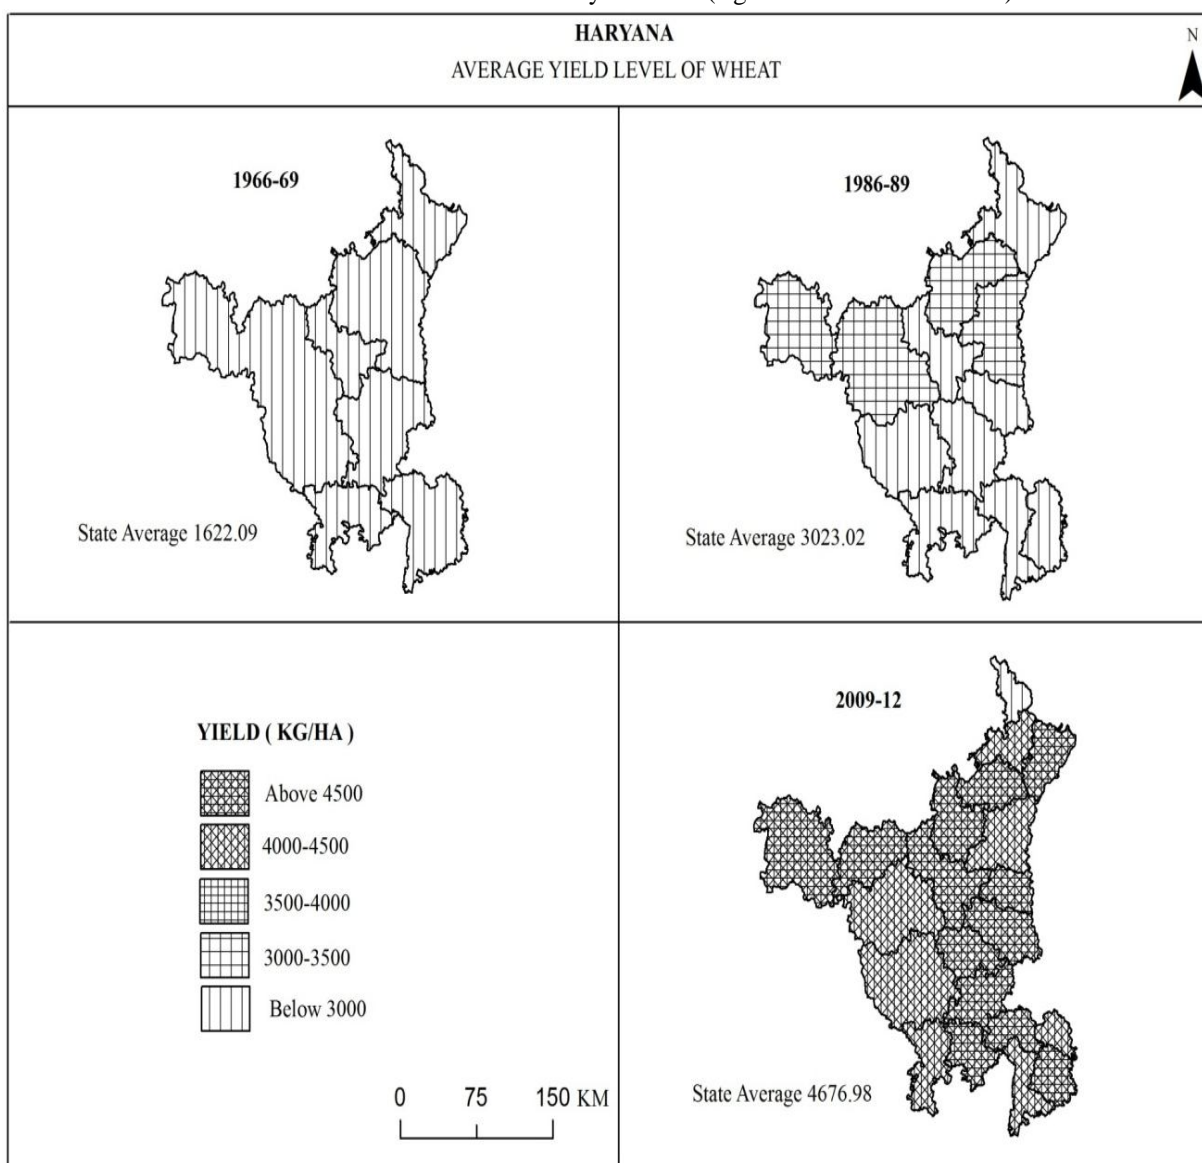 HARYANA
AVERAGE YIELD LEVEL OF WHEAT
N
1966-69
State Average 1622.09
1986-89
State Average 3023.02
YIELD ( KG/HA )
Above 4500
4000-4500
3500-4000
3000-3500
Below 3000
0 75 150 KM
2009-12
State Average 4676.98